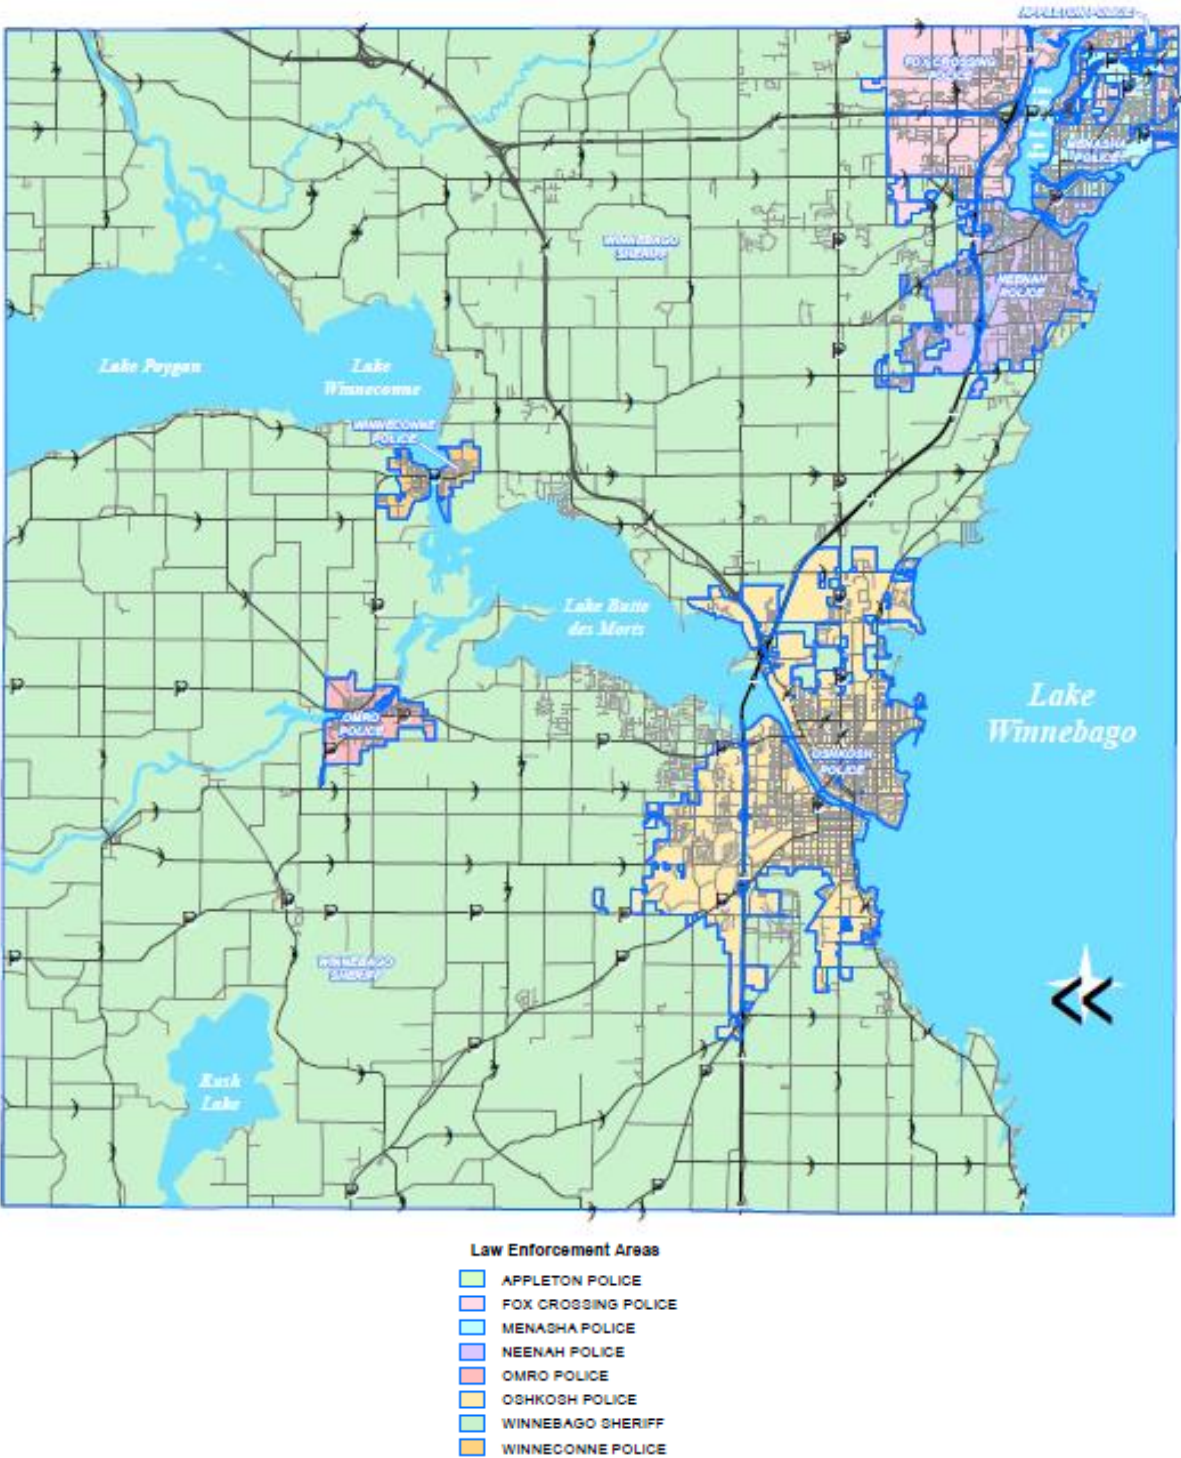 APPLETON POLICE
FOX CROSSING
POLICE
MENASHA
POLICE
WINNEBAGO
SHERIFF
NEENAH
POLICE
Lake Poygan
Lake
Winneconne
WINNECONNE
POLICE
Lake Butte
des Morts
OMRO
POLICE
Lake
Winnebago
OSHKOSH
POLICE
WINNEBAGO
SHERIFF
Rush
Lake
Law Enforcement Areas
APPLETON POLICE
FOX CROSSING POLICE
MENASHA POLICE
NEENAH POLICE
OMRO POLICE
OSHKOSH POLICE
WINNEBAGO SHERIFF
WINNECONNE POLICE